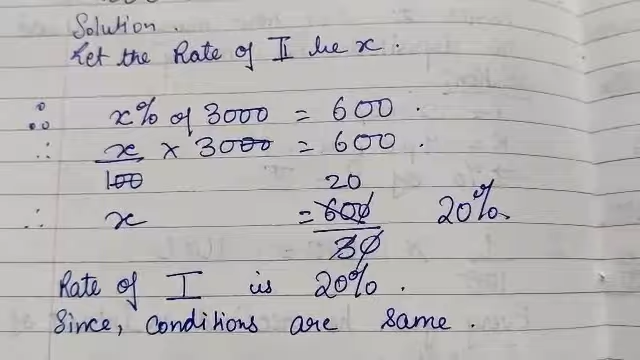 Solution.
Let the Rate of II be x.
x% of 3000 = 600.
∴ x/100 × 3000 = 600.
20
∴ x = 600/30 20%
Rate of I is 20%.
Since, conditions are same.